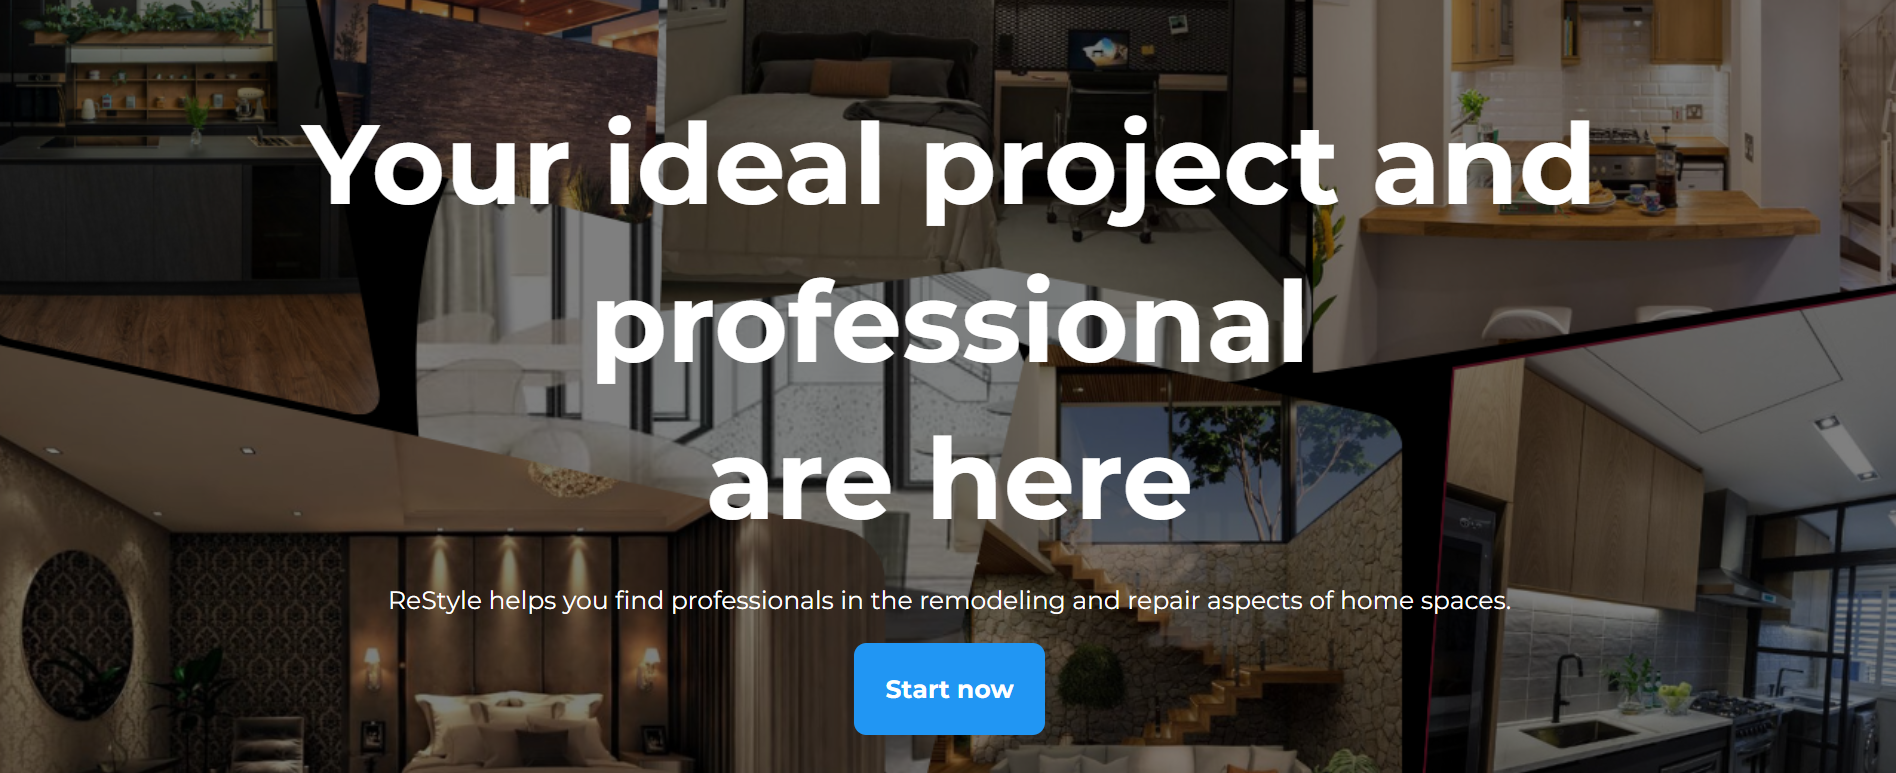 Your ideal project and
professional
are here
ReStyle helps you find professionals in the remodeling and repair aspects of home spaces.
Start now